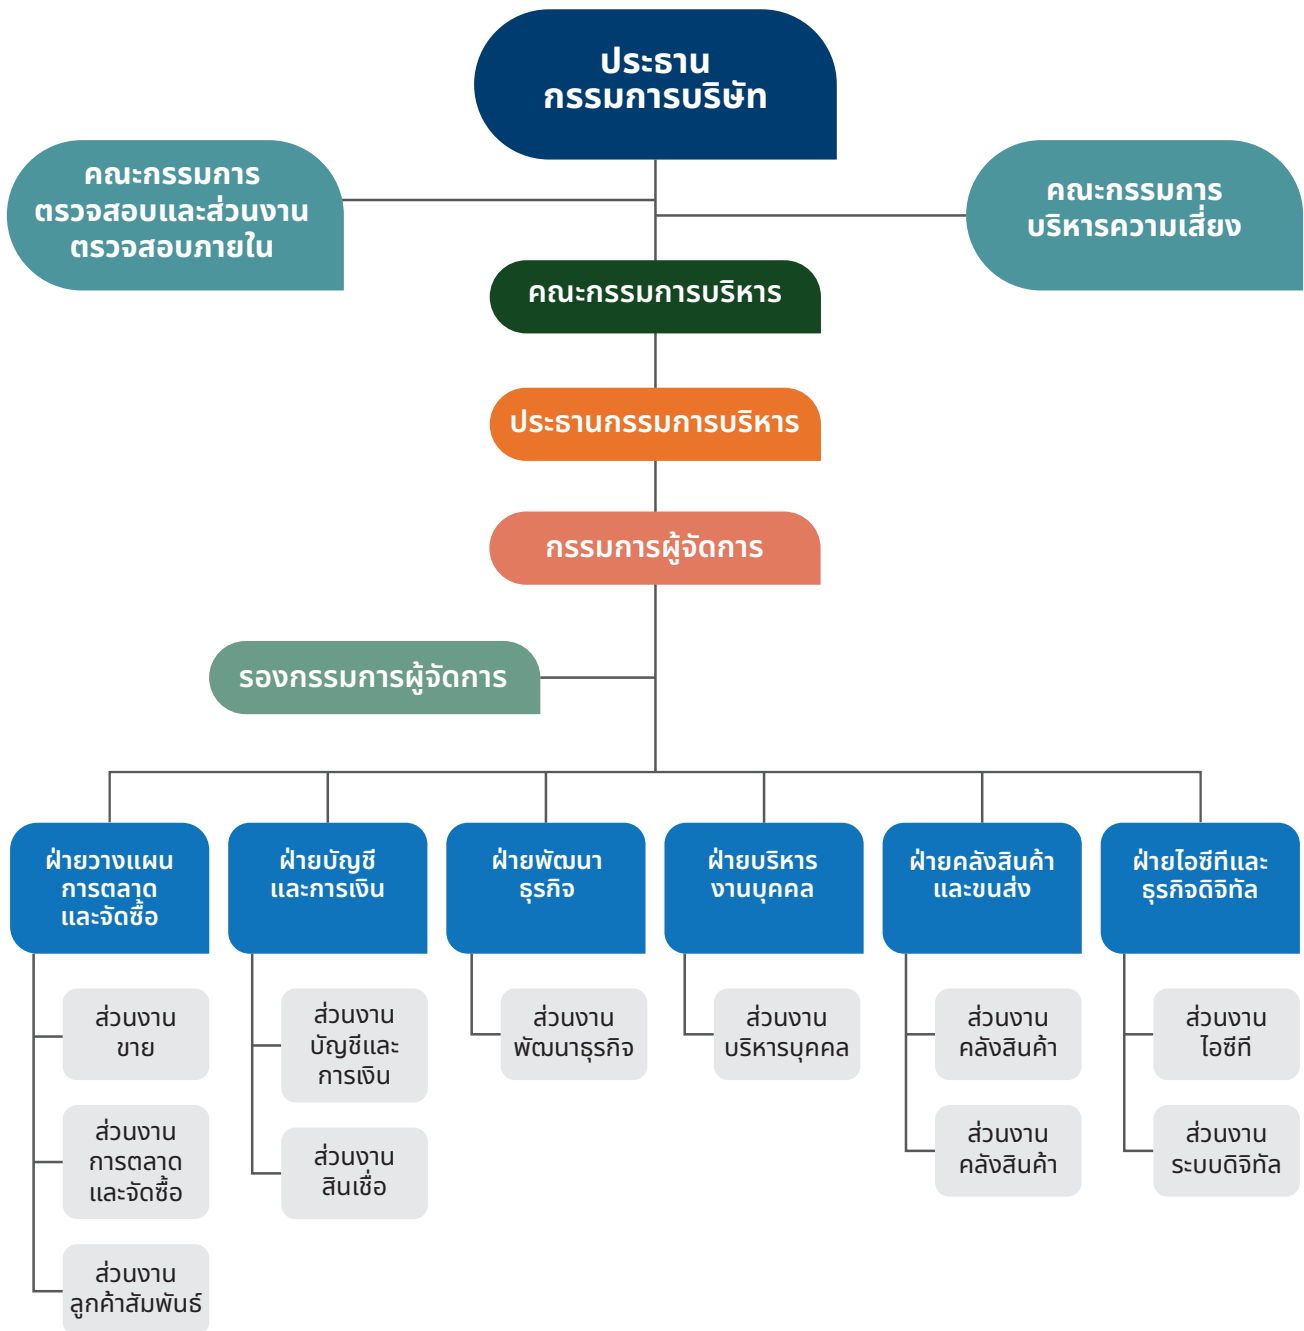 ประธาน
กรรมการบริษัท
คณะกรรมการ
ตรวจสอบและส่วนงาน
ตรวจสอบภายใน
คณะกรรมการ
บริหารความเสี่ยง
คณะกรรมการบริหาร
ประธานกรรมการบริหาร
กรรมการผู้จัดการ
รองกรรมการผู้จัดการ
ฝ่ายวางแผน
การตลาด
และจัดซื้อ
ส่วนงาน
ขาย
ส่วนงาน
การตลาด
และจัดซื้อ
ส่วนงาน
ลูกค้าสัมพันธ์
ฝ่ายบัญชี
และการเงิน
ส่วนงาน
บัญชีและ
การเงิน
ส่วนงาน
สินเชื่อ
ฝ่ายพัฒนา
ธุรกิจ
ส่วนงาน
พัฒนาธุรกิจ
ฝ่ายบริหาร
งานบุคคล
ส่วนงาน
บริหารบุคคล
ฝ่ายคลังสินค้า
และขนส่ง
ส่วนงาน
คลังสินค้า
ส่วนงาน
คลังสินค้า
ฝ่ายไอซีทีและ
ธุรกิจดิจิทัล
ส่วนงาน
ไอซีที
ส่วนงาน
ระบบดิจิทัล